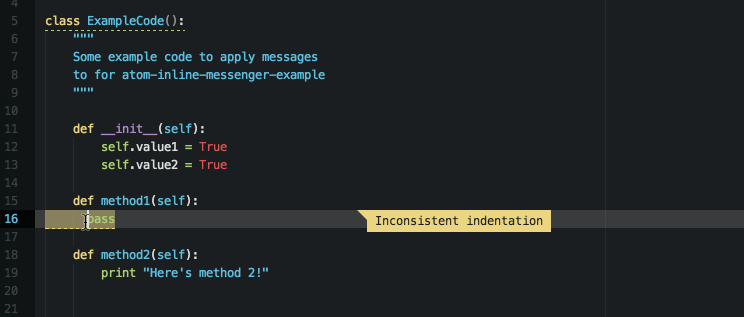 4
5 class ExampleCode():
6     """
7     Some example code to apply messages
8     to for atom-inline-messenger-example
9     """
10
11     def __init__(self):
12         self.value1 = True
13         self.value2 = True
14
15     def method1(self):
16       pass Inconsistent indentation
17
18     def method2(self):
19         print "Here's method 2!"
20
21